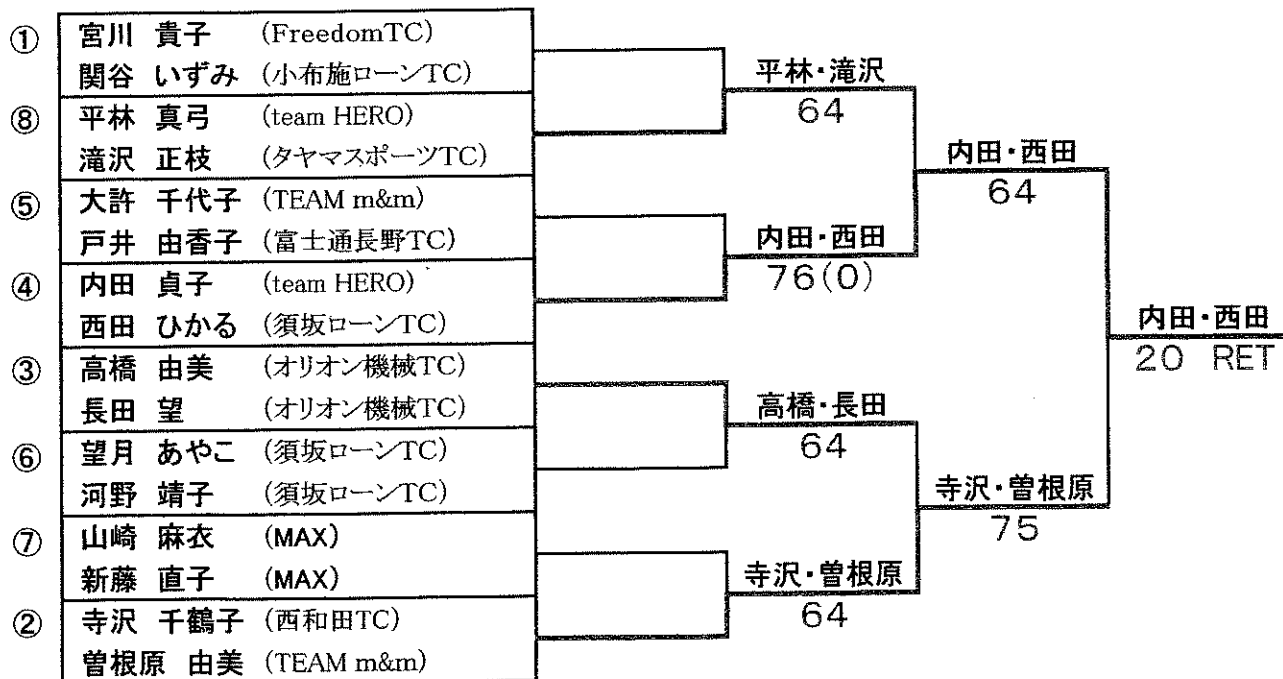 ① 宮川 貴子 (FreedomTC)
関谷 いずみ (小布施ローンTC)
⑧ 平林 真弓 (team HERO)
滝沢 正枝 (タヤマスポーツTC)
⑤ 大許 千代子 (TEAM m&m)
戸井 由香子 (富士通長野TC)
④ 内田 貞子 (team HERO)
西田 ひかる (須坂ローンTC)
③ 高橋 由美 (オリオン機械TC)
長田 望 (オリオン機械TC)
⑥ 望月 あやこ (須坂ローンTC)
河野 靖子 (須坂ローンTC)
⑦ 山崎 麻衣 (MAX)
新藤 直子 (MAX)
② 寺沢 千鶴子 (西和田TC)
曽根原 由美 (TEAM m&m)
平林・滝沢
64
内田・西田
76(0)
高橋・長田
64
寺沢・曽根原
64
内田・西田
64
寺沢・曽根原
75
内田・西田
20 RET